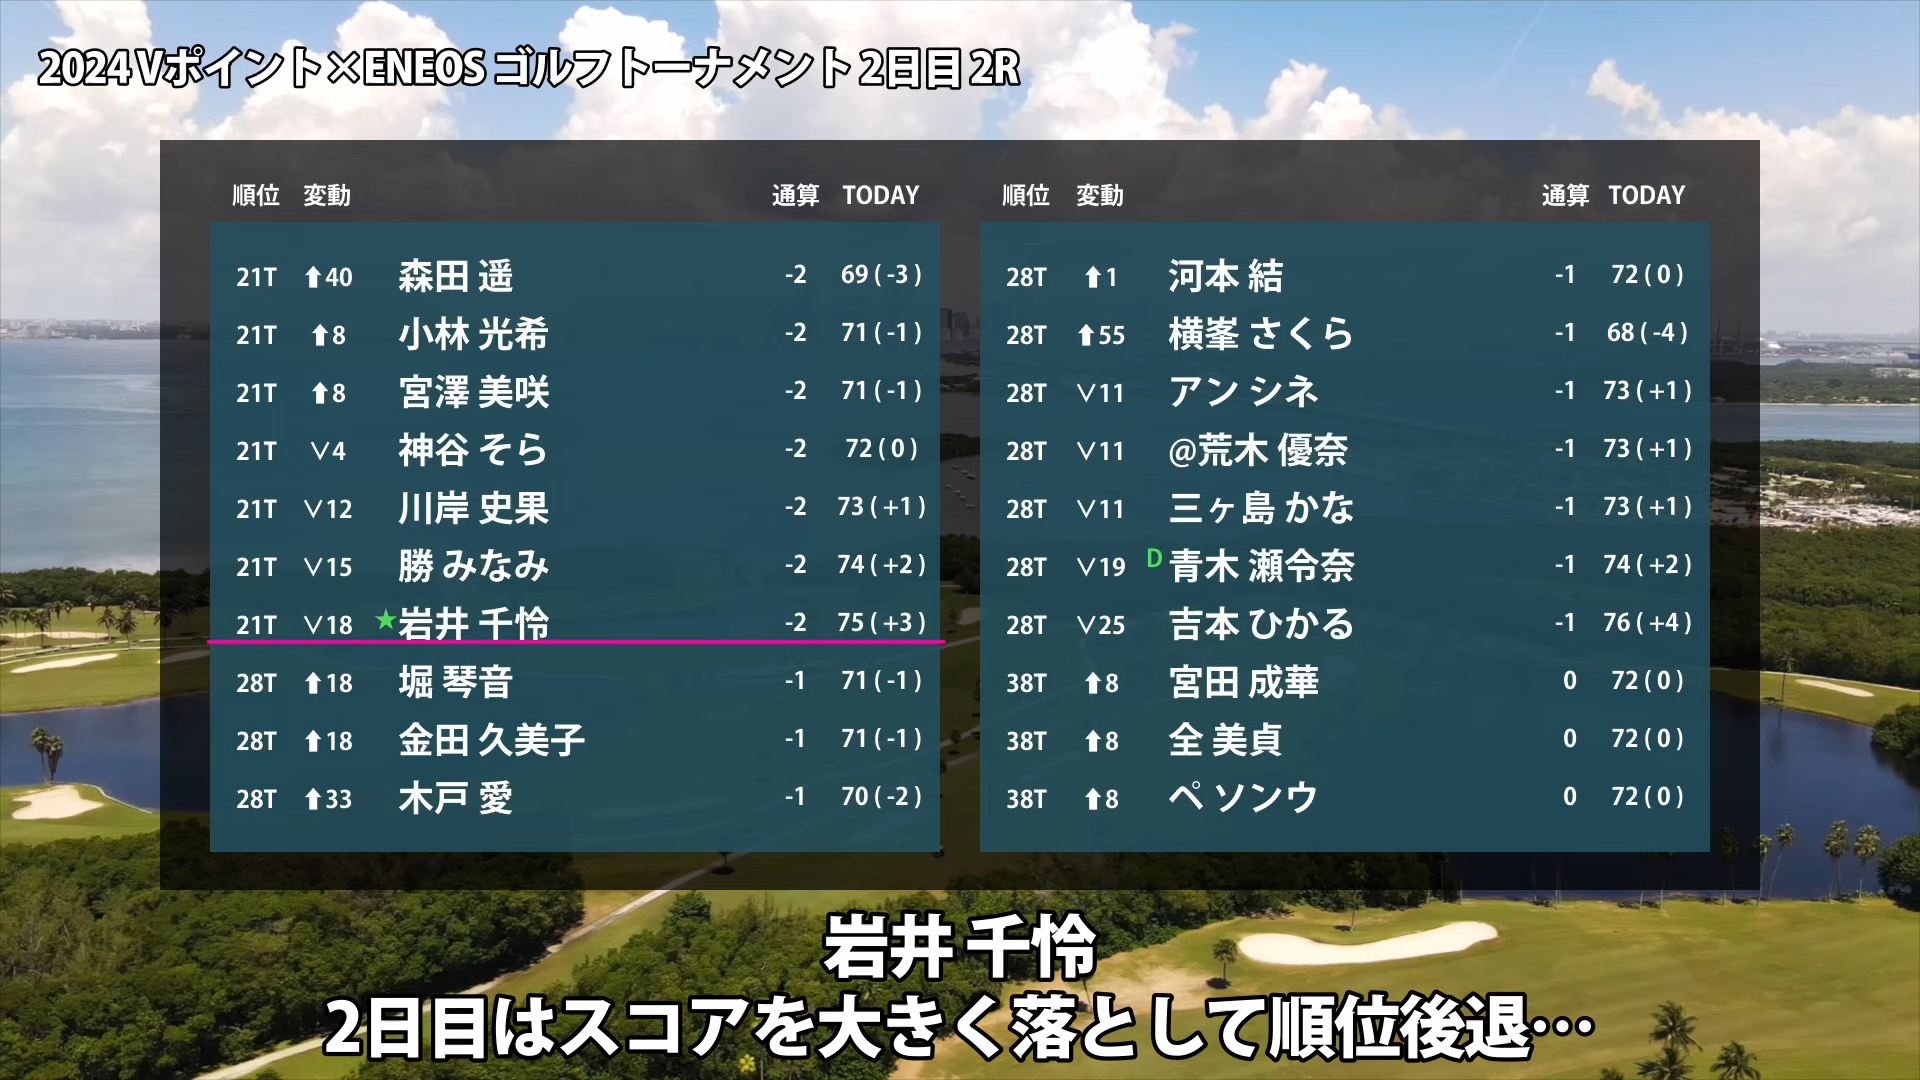 2024 Vポイント×ENEOS ゴルフトーナメント 2日目 2R
順位 変動 通算 TODAY
21T ⬆40 森田 遥 -2 69 ( -3 )
21T ⬆8 小林 光希 -2 71 ( -1 )
21T ⬆8 宮澤 美咲 -2 71 ( -1 )
21T ∨4 神谷 そら -2 72 ( 0 )
21T ∨12 川岸 史果 -2 73 ( +1 )
21T ∨15 勝 みなみ -2 74 ( +2 )
21T ∨18 ★岩井 千怜 -2 75 ( +3 )
28T ⬆18 堀 琴音 -1 71 ( -1 )
28T ⬆18 金田 久美子 -1 71 ( -1 )
28T ⬆33 木戸 愛 -1 70 ( -2 )
順位 変動 通算 TODAY
28T ⬆1 河本 結 -1 72 ( 0 )
28T ⬆55 横峯 さくら -1 68 ( -4 )
28T ∨11 アン シネ -1 73 ( +1 )
28T ∨11 @荒木 優奈 -1 73 ( +1 )
28T ∨11 三ヶ島 かな -1 73 ( +1 )
28T ∨19 D 青木 瀬令奈 -1 74 ( +2 )
28T ∨25 吉本 ひかる -1 76 ( +4 )
38T ⬆8 宮田 成華 0 72 ( 0 )
38T ⬆8 全 美貞 0 72 ( 0 )
38T ⬆8 ペ ソンウ 0 72 ( 0 )
岩井 千怜
2日目はスコアを大きく落として順位後退…